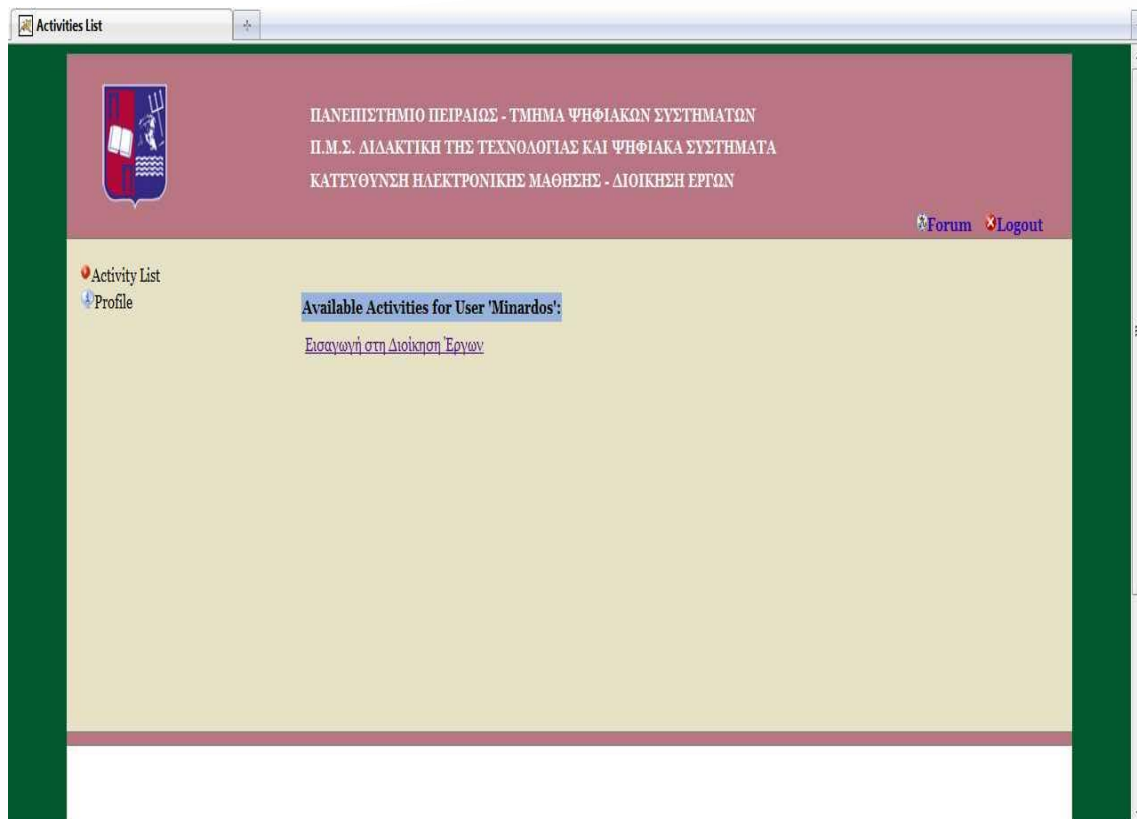 Activities List
ΠΑΝΕΠΙΣΤΗΜΙΟ ΠΕΙΡΑΙΩΣ - ΤΜΗΜΑ ΨΗΦΙΑΚΩΝ ΣΥΣΤΗΜΑΤΩΝ
Π.Μ.Σ. ΔΙΔΑΚΤΙΚΗ ΤΗΣ ΤΕΧΝΟΛΟΓΙΑΣ ΚΑΙ ΨΗΦΙΑΚΑ ΣΥΣΤΗΜΑΤΑ
ΚΑΤΕΥΘΥΝΣΗ ΗΛΕΚΤΡΟΝΙΚΗΣ ΜΑΘΗΣΗΣ - ΔΙΟΙΚΗΣΗ ΕΡΓΩΝ
Forum Logout
Activity List
Profile
Available Activities for User 'Minardos':
Εισαγωγή στη Διοίκηση Έργων